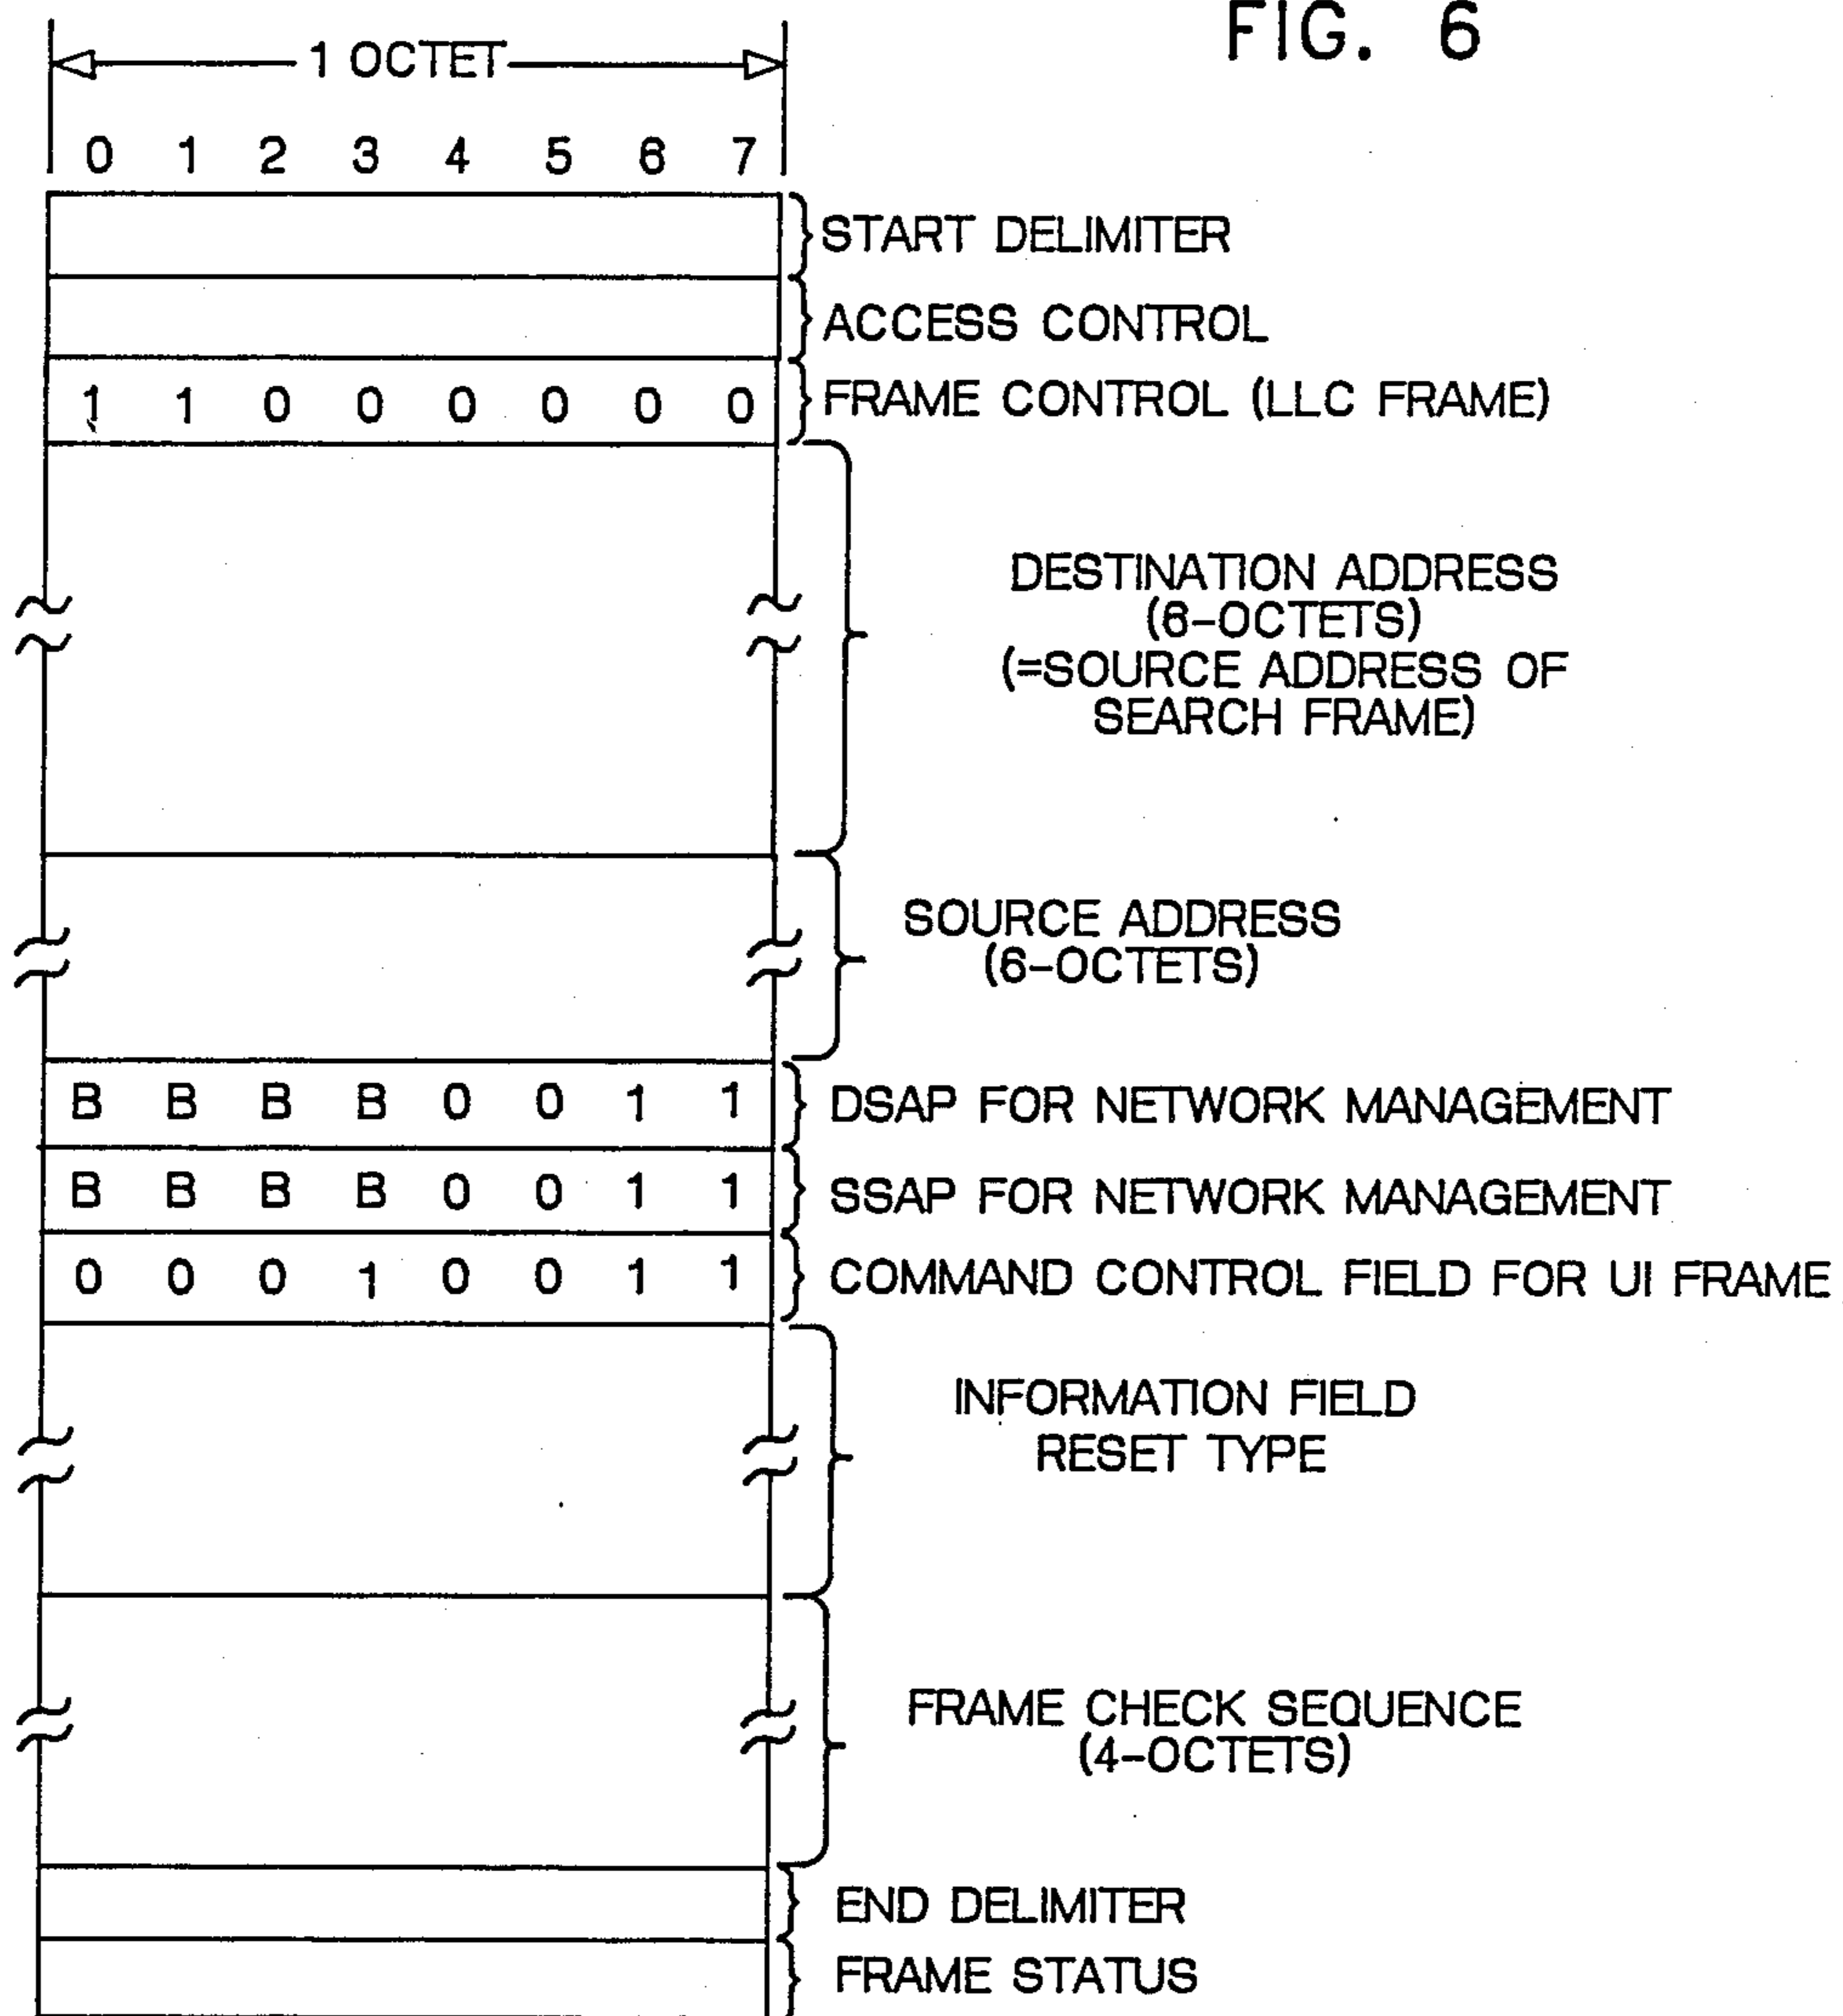 FIG. 6
1 OCTET
0 1 2 3 4 5 6 7
START DELIMITER
ACCESS CONTROL
1 1 0 0 0 0 0 0 FRAME CONTROL (LLC FRAME)
DESTINATION ADDRESS
(6-OCTETS)
(=SOURCE ADDRESS OF
SEARCH FRAME)
SOURCE ADDRESS
(6-OCTETS)
B B B B 0 0 1 1 DSAP FOR NETWORK MANAGEMENT
B B B B 0 0 1 1 SSAP FOR NETWORK MANAGEMENT
0 0 0 1 0 0 1 1 COMMAND CONTROL FIELD FOR UI FRAME
INFORMATION FIELD
RESET TYPE
FRAME CHECK SEQUENCE
(4-OCTETS)
END DELIMITER
FRAME STATUS